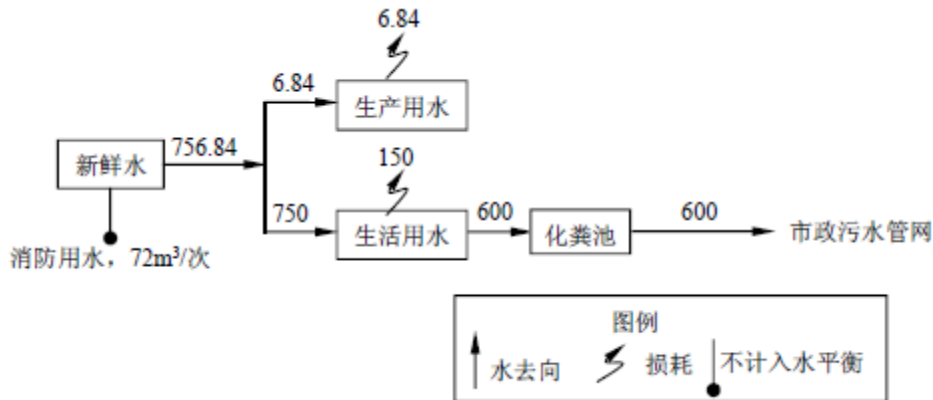 6.84
6.84
生产用水
新鲜水
756.84
150
750
生活用水
600
化粪池
600
市政污水管网
消防用水，72m³/次
图例
水去向
损耗
不计入水平衡